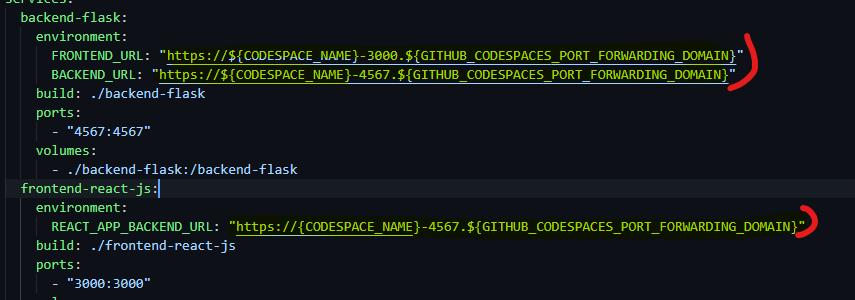 services:
  backend-flask:
    environment:
      FRONTEND_URL: "https://${CODESPACE_NAME}-3000.${GITHUB_CODESPACES_PORT_FORWARDING_DOMAIN}"
      BACKEND_URL: "https://${CODESPACE_NAME}-4567.${GITHUB_CODESPACES_PORT_FORWARDING_DOMAIN}"
    build: ./backend-flask
    ports:
      - "4567:4567"
    volumes:
      - ./backend-flask:/backend-flask
  frontend-react-js:
    environment:
      REACT_APP_BACKEND_URL: "https://{CODESPACE_NAME}-4567.${GITHUB_CODESPACES_PORT_FORWARDING_DOMAIN}"
    build: ./frontend-react-js
    ports:
      - "3000:3000"